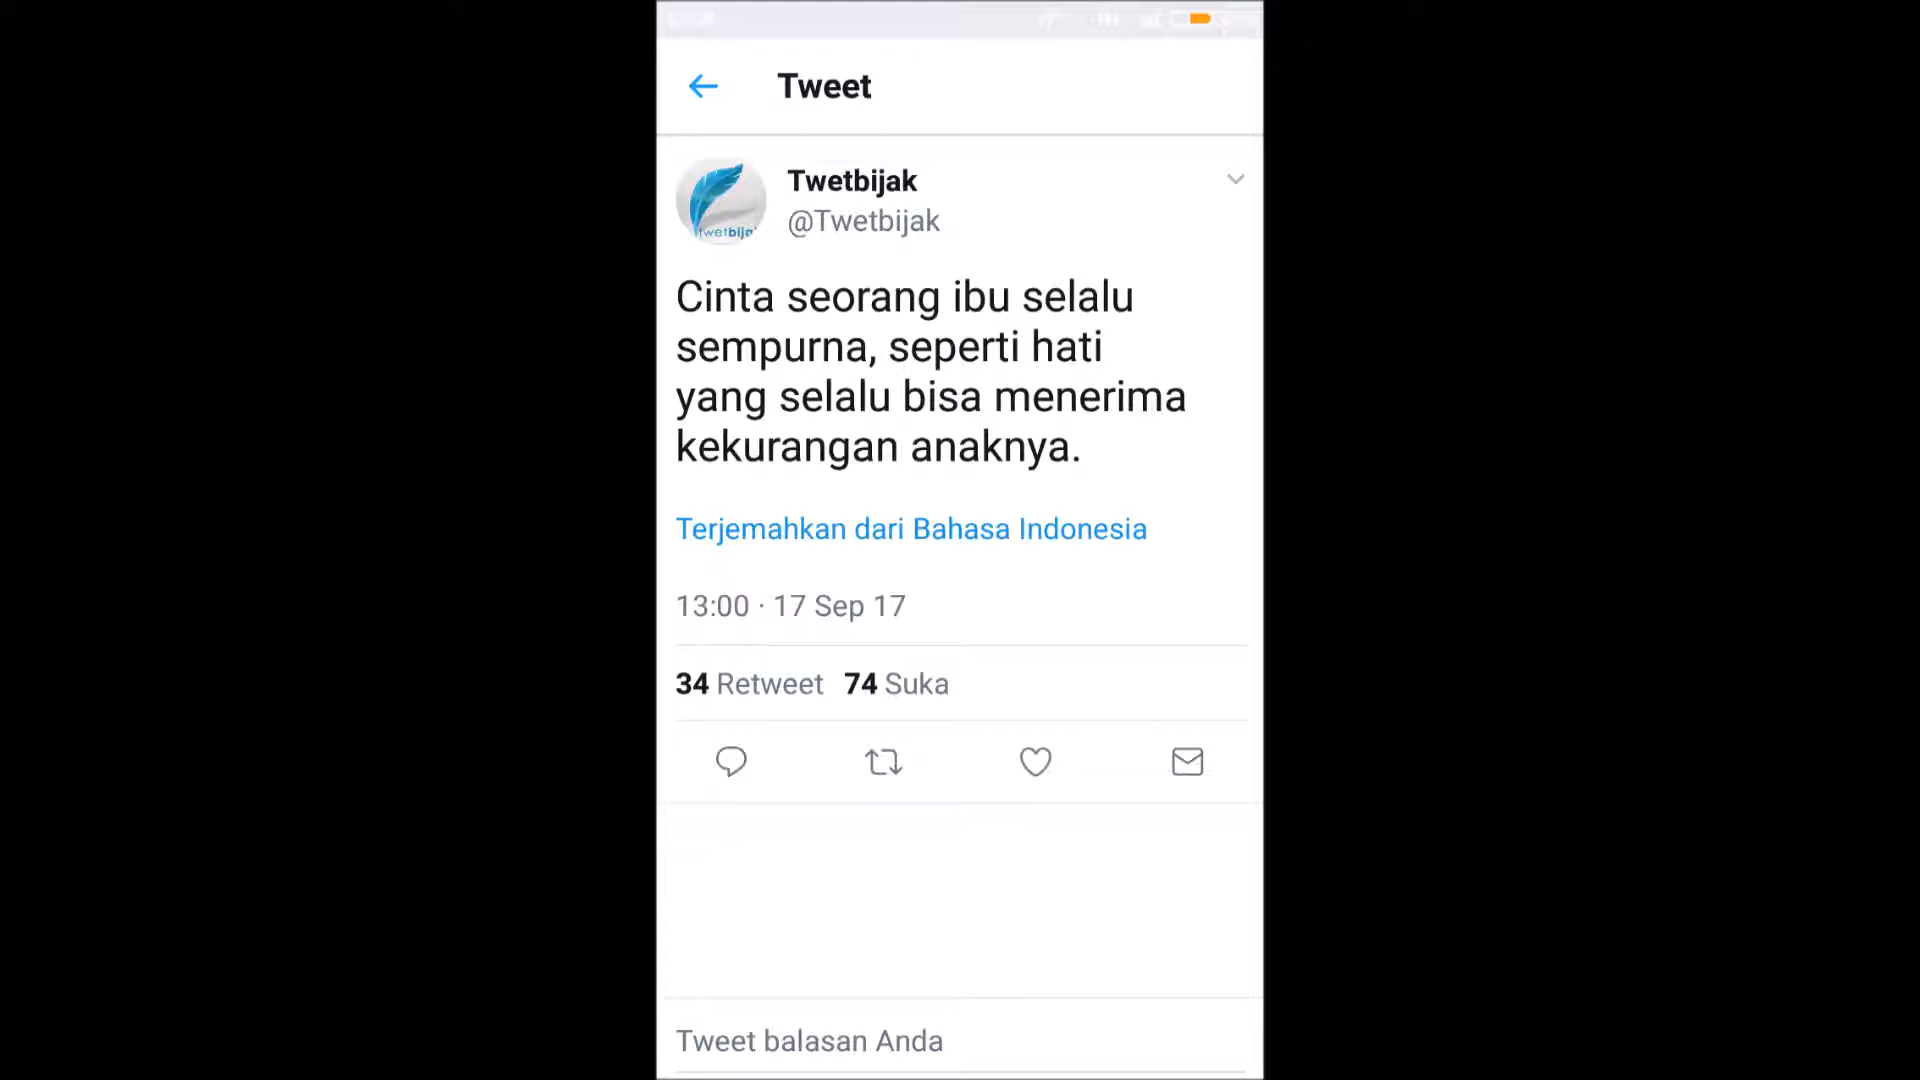 Tweet
Twetbijak
@Twetbijak
Cinta seorang ibu selalu
sempurna, seperti hati
yang selalu bisa menerima
kekurangan anaknya.
Terjemahkan dari Bahasa Indonesia
13:00 · 17 Sep 17
34 Retweet 74 Suka
Tweet balasan Anda